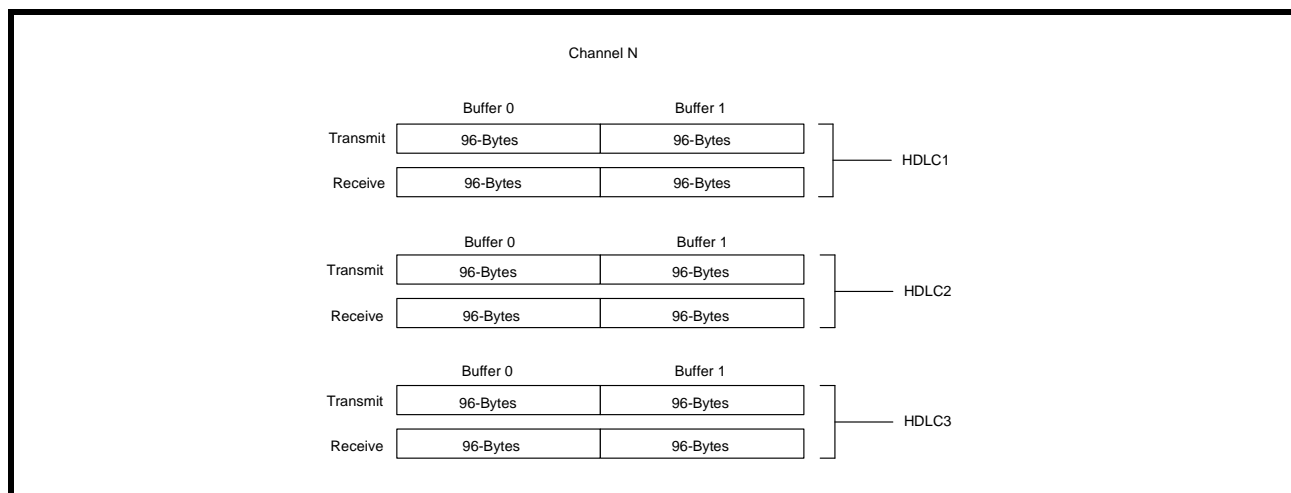 Channel N
Buffer 0 Buffer 1
Transmit 96-Bytes 96-Bytes
HDLC1
Receive 96-Bytes 96-Bytes
Buffer 0 Buffer 1
Transmit 96-Bytes 96-Bytes
HDLC2
Receive 96-Bytes 96-Bytes
Buffer 0 Buffer 1
Transmit 96-Bytes 96-Bytes
HDLC3
Receive 96-Bytes 96-Bytes